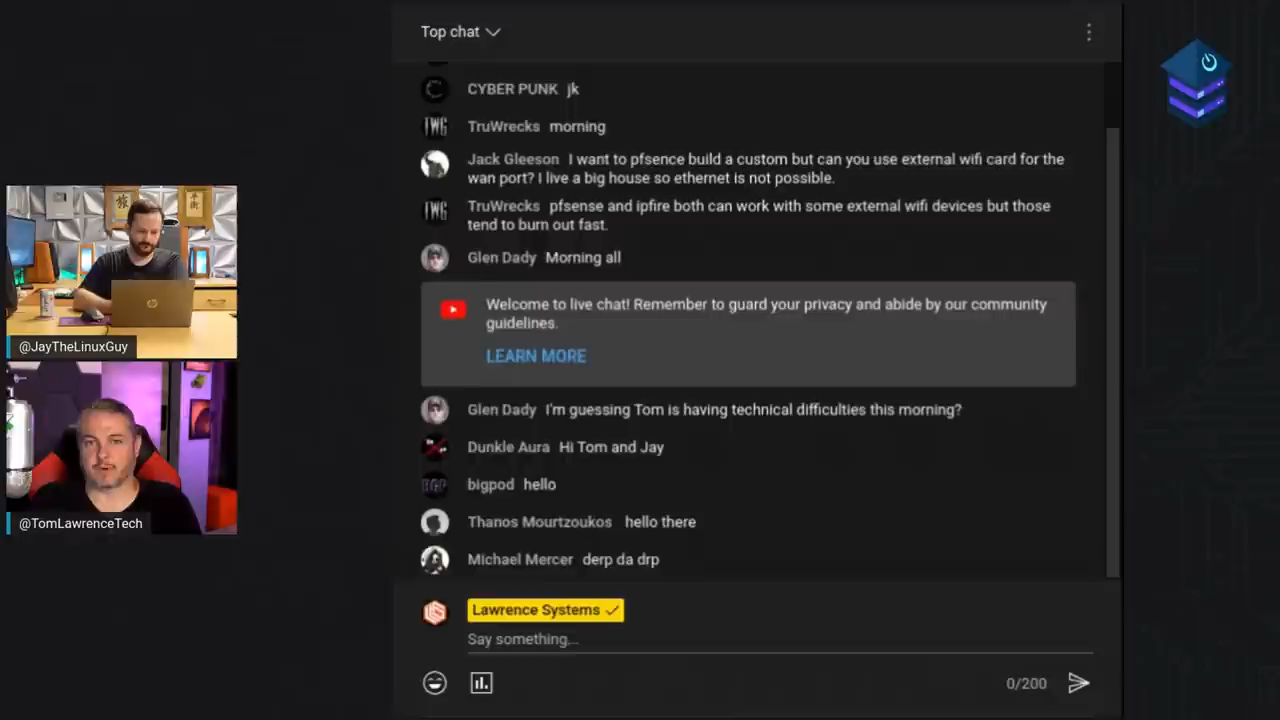 Top chat
CYBER PUNK jk
TruWrecks morning
Jack Gleeson I want to pfsence build a custom but can you use external wifi card for the
wan port? I live a big house so ethernet is not possible.
TruWrecks pfsense and ipfire both can work with some external wifi devices but those
tend to burn out fast.
Glen Dady Morning all
Welcome to live chat! Remember to guard your privacy and abide by our community
guidelines.
LEARN MORE
Glen Dady I'm guessing Tom is having technical difficulties this morning?
Dunkle Aura Hi Tom and Jay
bigpod hello
Thanos Mourtzoukos hello there
Michael Mercer derp da drp
Lawrence Systems
Say something...
0/200
@JayTheLinuxGuy
@TomLawrenceTech
TWG
TWG
hp